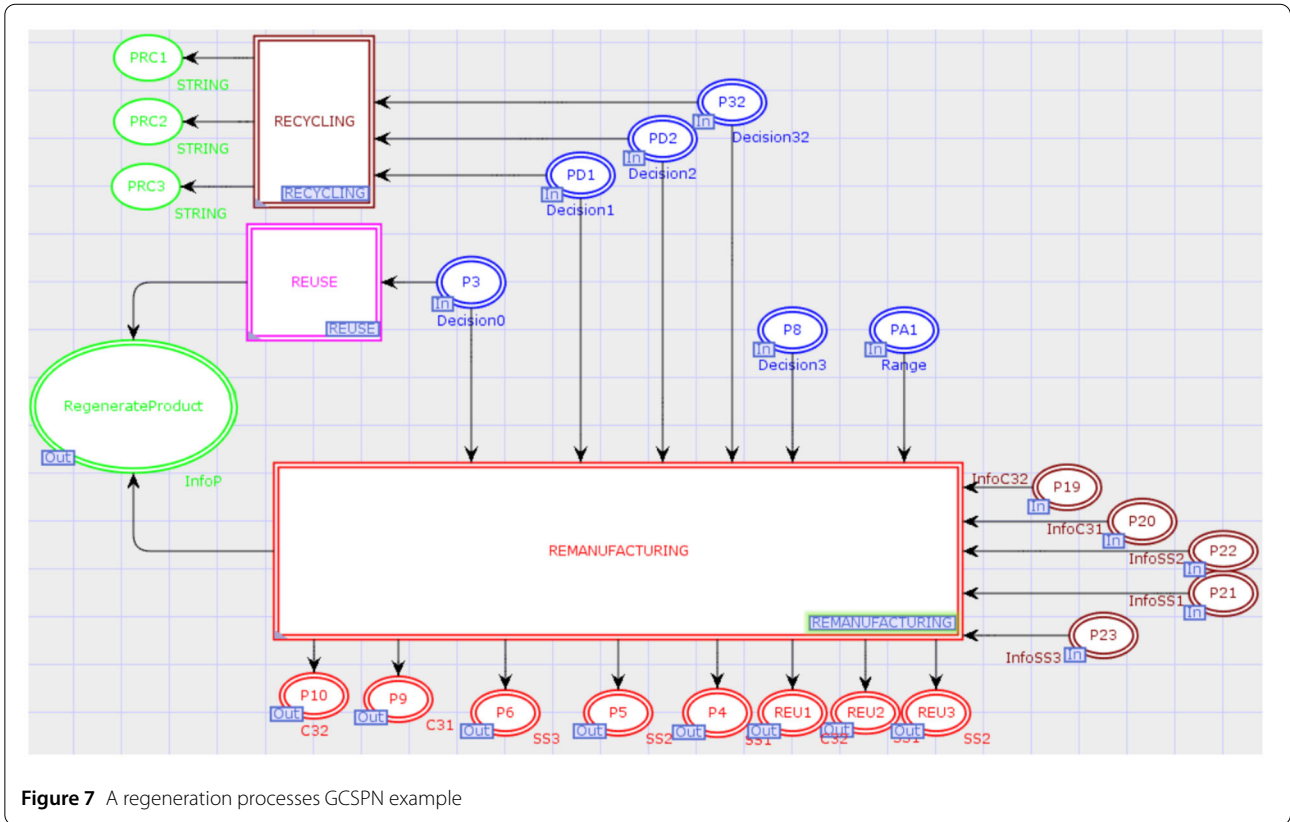 PRC1
STRING
PRC2
STRING
PRC3
STRING
RECYCLING
RECYCLING
P32
In
Decision32
PD2
In
Decision2
PD1
In
Decision1
REUSE
REUSE
P3
In
Decision0
P8
In
Decision3
PA1
In
Range
RegenerateProduct
Out
InfoP
REMANUFACTURING
REMANUFACTURING
InfoC32
P19
In
InfoC31
P20
In
InfoSS2
P22
In
InfoSS1
P21
In
InfoSS3
P23
In
P10
Out
C32
P9
Out
C31
P6
Out
SS3
P5
Out
SS2
P4
Out
SS1
REU1
Out
C32
REU2
Out
SS1
REU3
Out
SS2
Figure 7 A regeneration processes GCSPN example